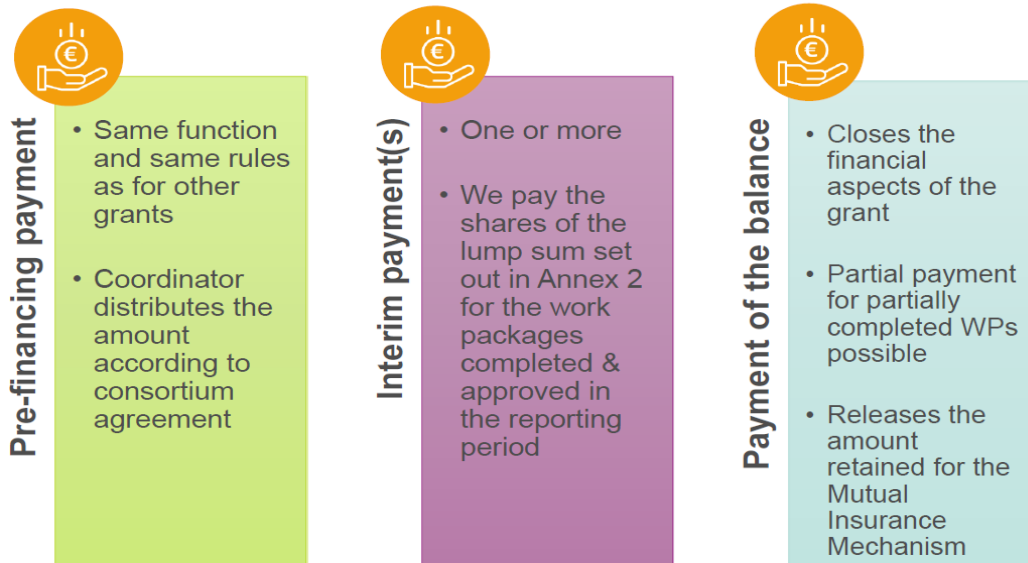 Pre-financing payment
• Same function
and same rules
as for other
grants
• Coordinator
distributes the
amount
according to
consortium
agreement
Interim payment(s)
• One or more
• We pay the
shares of the
lump sum set
out in Annex 2
for the work
packages
completed &
approved in
the reporting
period
Payment of the balance
• Closes the
financial
aspects of the
grant
• Partial payment
for partially
completed WPs
possible
• Releases the
amount
retained for the
Mutual
Insurance
Mechanism
€
€
€